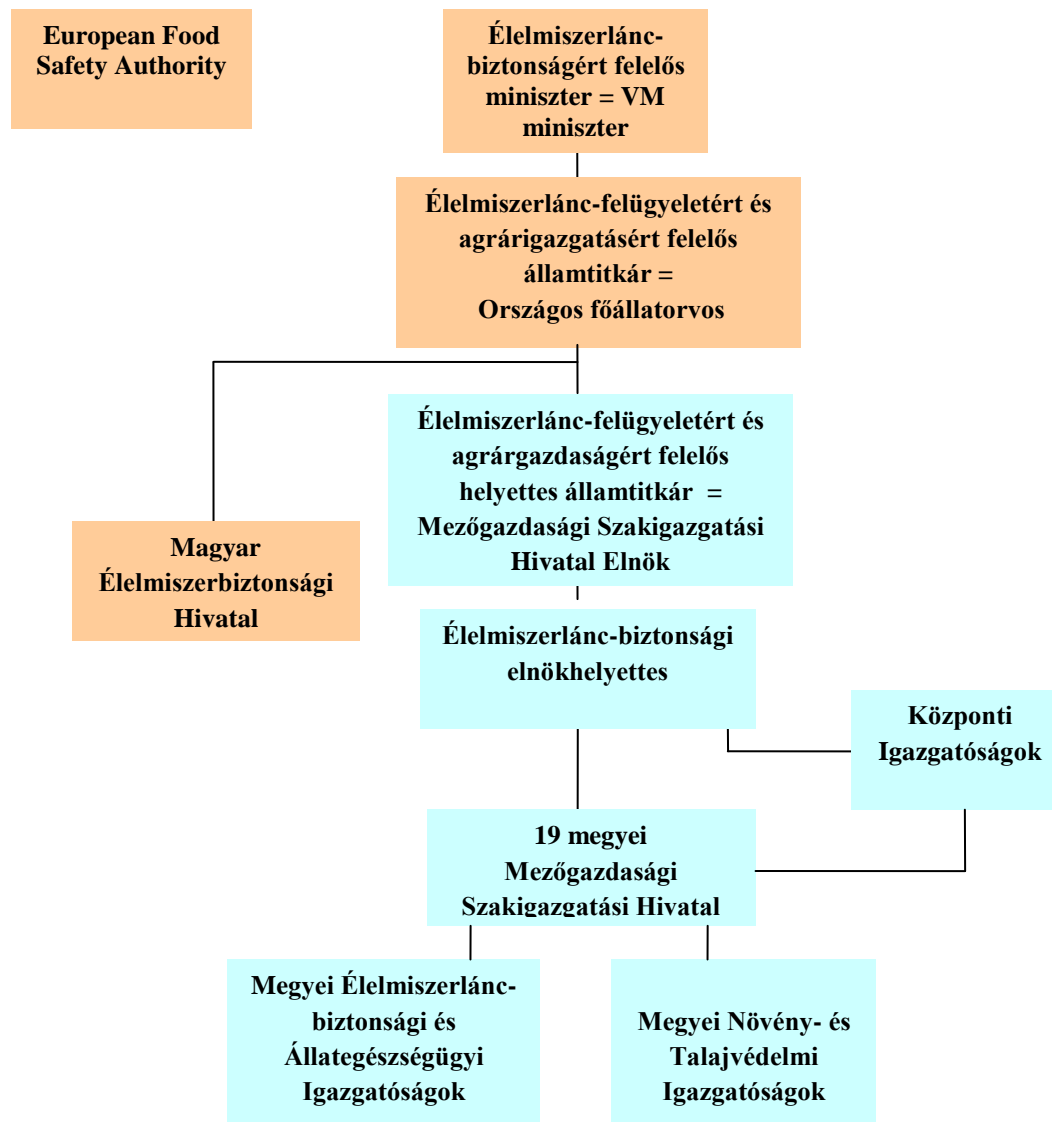 European Food
Safety Authority
Élelmiszerlánc-
biztonságért felelős
miniszter = VM
miniszter
Élelmiszerlánc-felügyeletért és
agrárigazgatásért felelős
államtitkár =
Országos főállatorvos
Élelmiszerlánc-felügyeletért és
agrárgazdaságért felelős
helyettes államtitkár =
Mezőgazdasági Szakigazgatási
Hivatal Elnök
Magyar
Élelmiszerbiztonsági
Hivatal
Élelmiszerlánc-biztonsági
elnökhelyettes
Központi
Igazgatóságok
19 megyei
Mezőgazdasági
Szakigazgatási Hivatal
Megyei Élelmiszerlánc-
biztonsági és
Állategészségügyi
Igazgatóságok
Megyei Növény- és
Talajvédelmi
Igazgatóságok